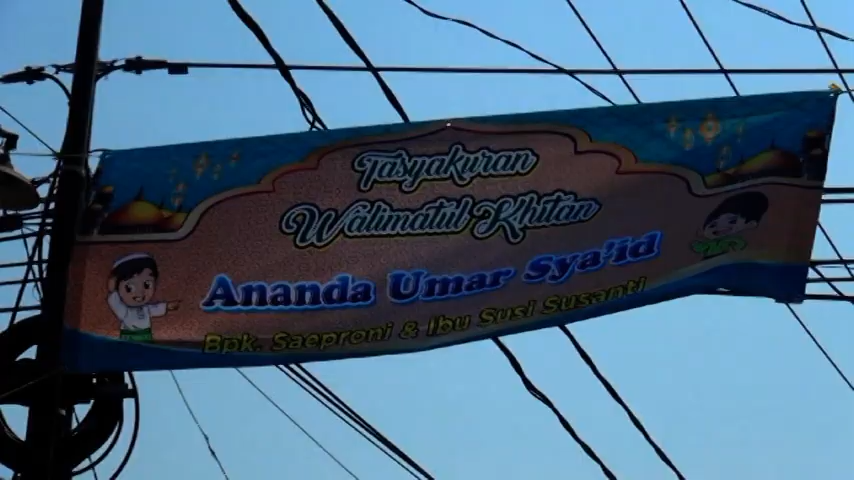 Tasyakuran
Walimatul Khitan
Ananda Umar Sya'id
Bpk. Saeproni & Ibu Susi Susanti